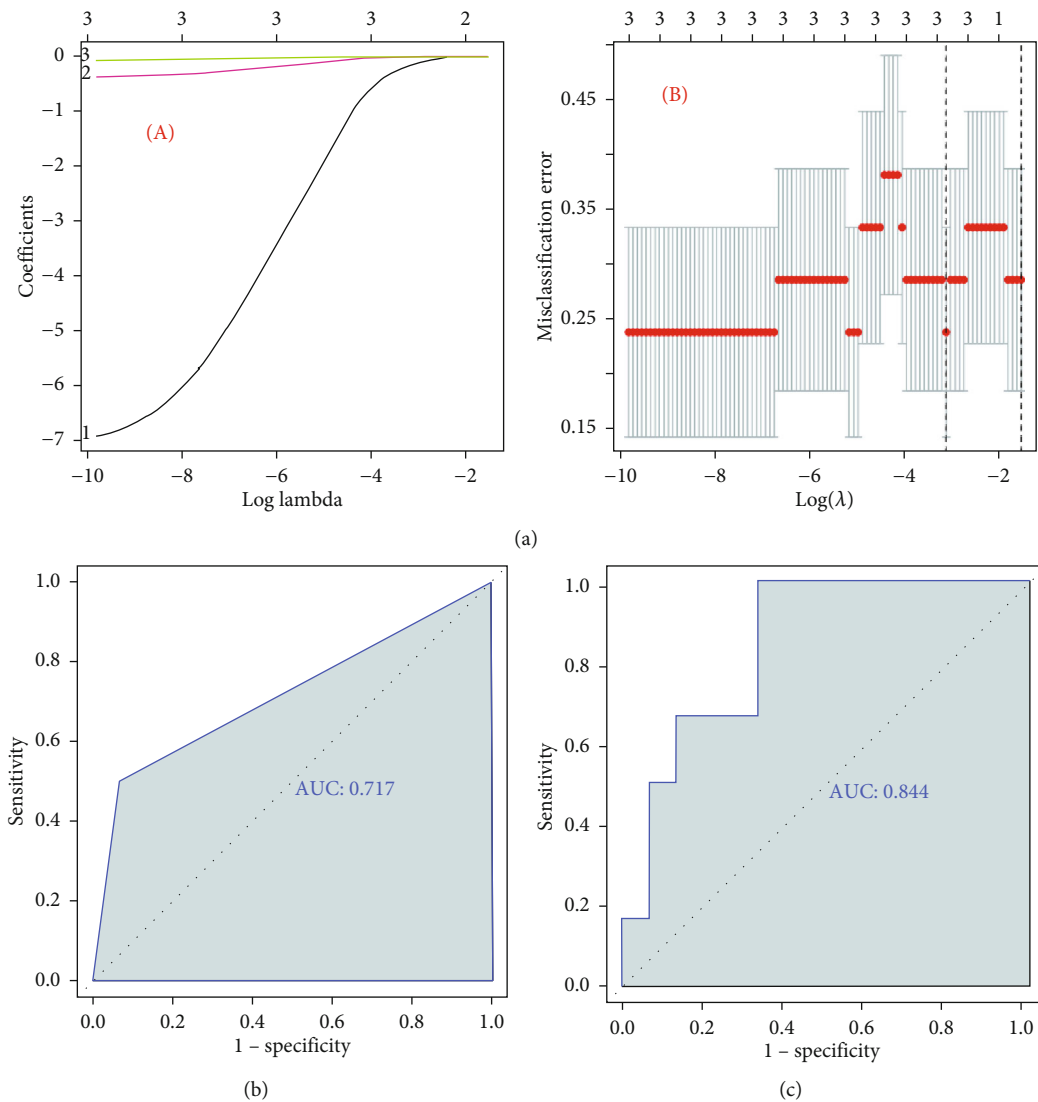 3 3 3 3 2
0
−1
−2
−3
−4
−5
−6
−7
3
2
1
(A)
Coefficients
−10 −8 −6 −4 −2
Log lambda
3 3 3 3 3 3 3 3 3 3 3 3 1
0.45
0.35
0.25
0.15
(B)
Misclassification error
−10 −8 −6 −4 −2
Log(λ)
(a)
1.0
0.8
0.6
0.4
0.2
0.0
Sensitivity
AUC: 0.717
0.0 0.2 0.4 0.6 0.8 1.0
1 – specificity
(b)
1.0
0.8
0.6
0.4
0.2
0.0
Sensitivity
AUC: 0.844
0.0 0.2 0.4 0.6 0.8 1.0
1 – specificity
(c)